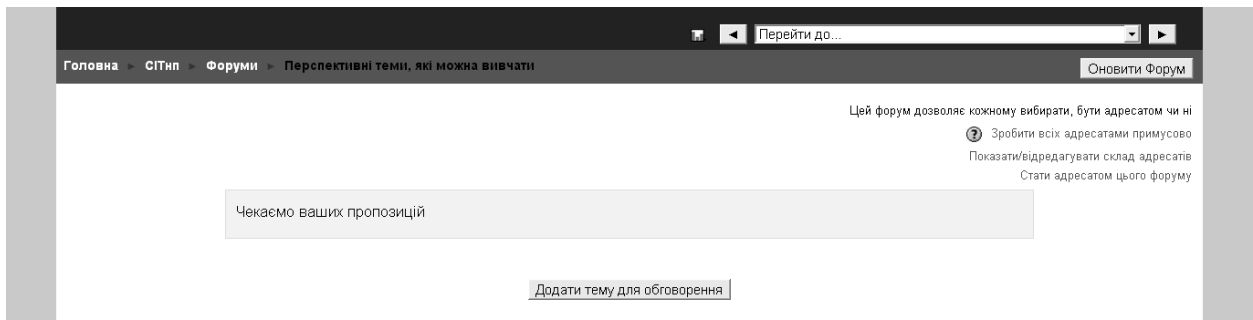 Перейти до...
Головна ► СІТнп ► Форуми ► Перспективні теми, які можна вивчати
Оновити Форум
Цей форум дозволяє кожному вибирати, бути адресатом чи ні
Зробити всіх адресатами примусово
Показати/відредагувати склад адресатів
Стати адресатом цього форуму
Чекаємо ваших пропозицій
Додати тему для обговорення